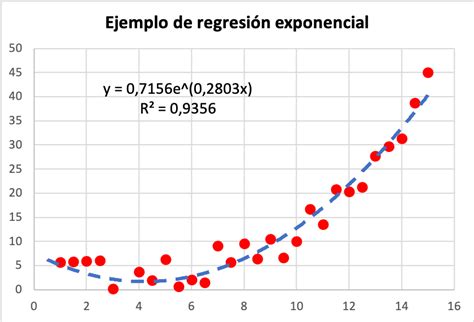 Ejemplo de regresión exponencial
50
45
40
35
30
25
20
15
10
5
0
y = 0,7156e^(0,2803x)
R² = 0,9356
0 2 4 6 8 10 12 14 16